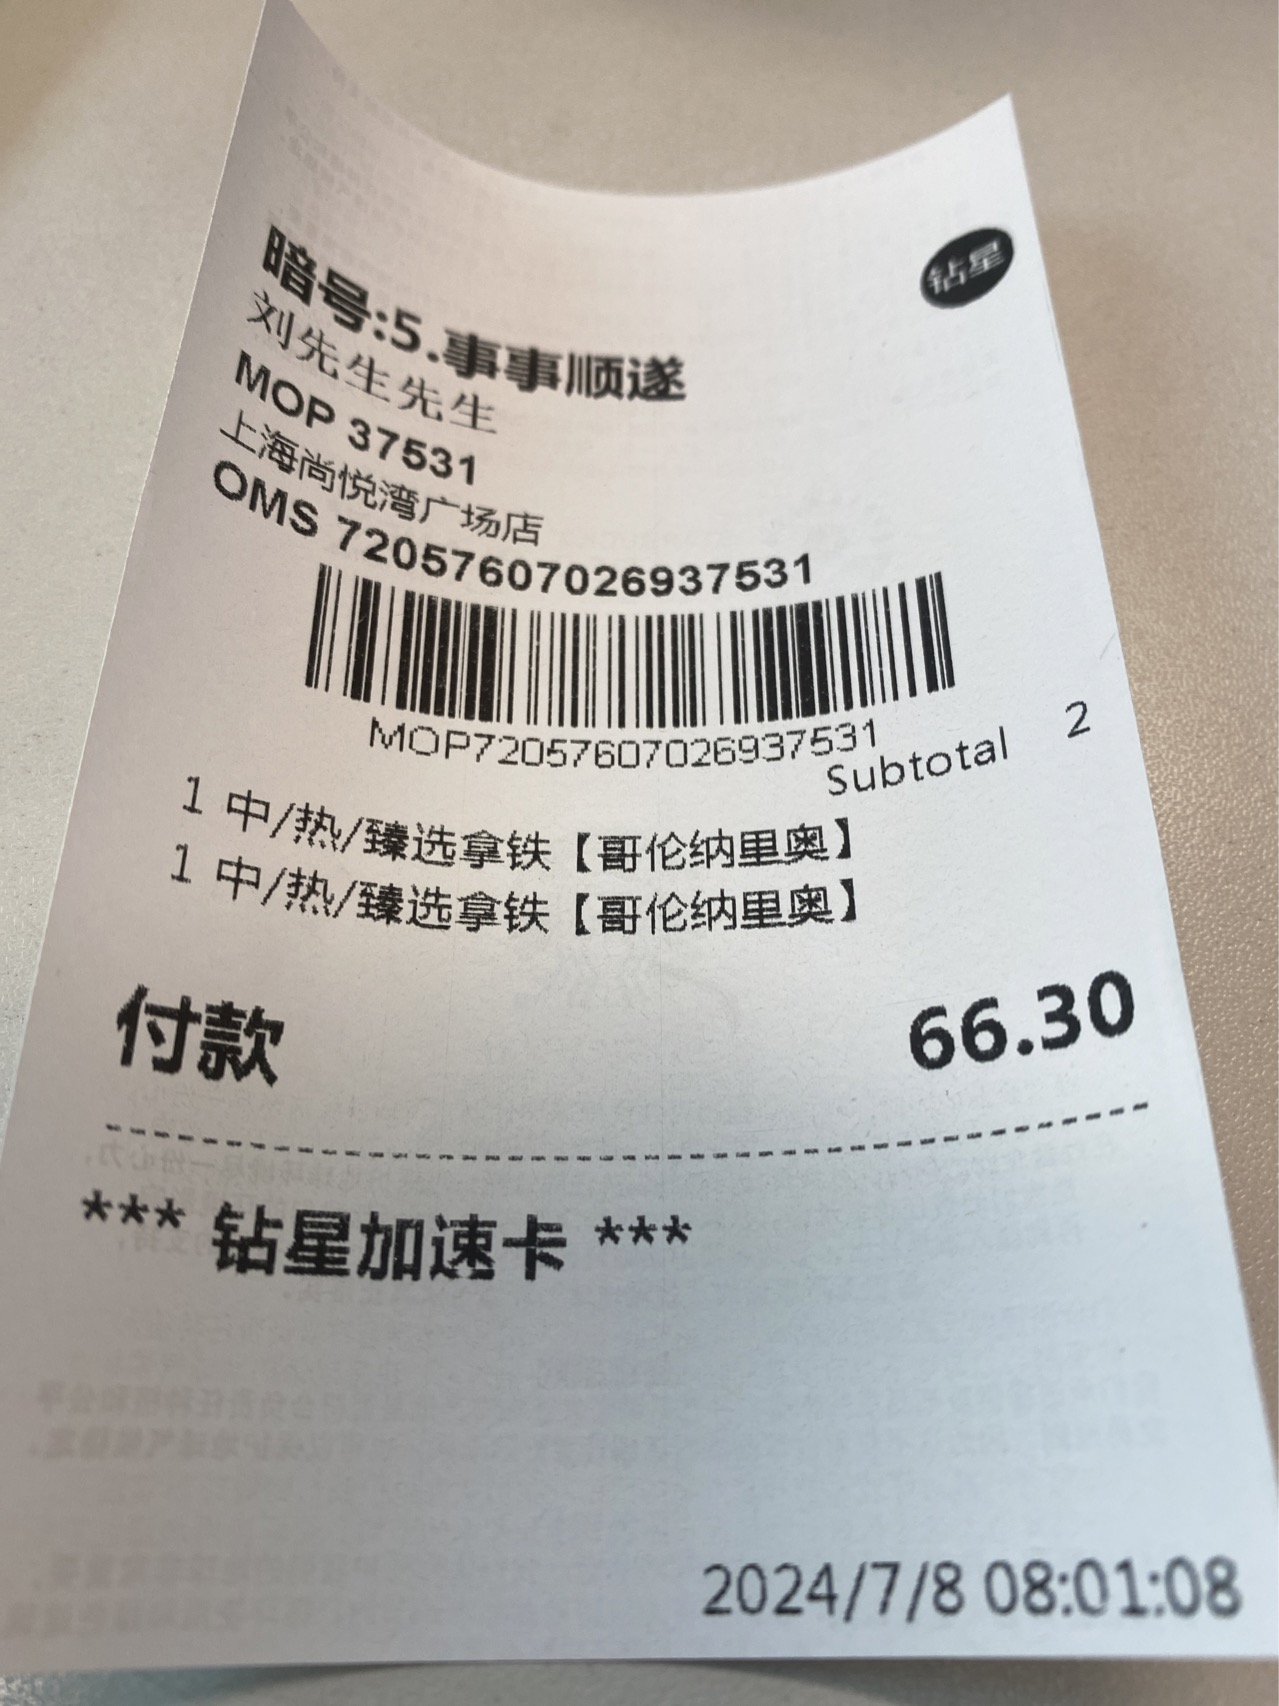 钻星
暗号:5.事事顺遂
刘先生先生
MOP 37531
上海尚悦湾广场店
OMS 72057607026937531
MOP72057607026937531
Subtotal 2
1 中/热/臻选拿铁【哥伦纳里奥】
1 中/热/臻选拿铁【哥伦纳里奥】
付款 66.30
*** 钻星加速卡 ***
2024/7/8 08:01:08